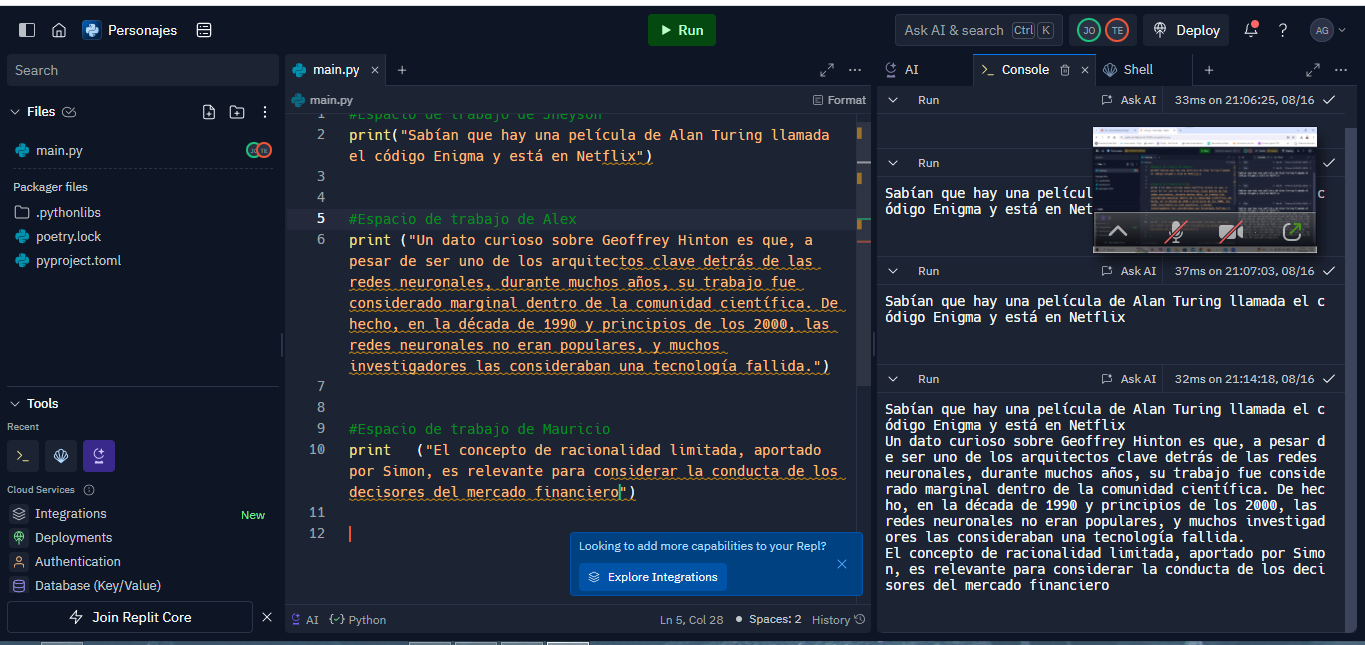 Personajes
Run
Ask AI & search Ctrl K
JO TE
Deploy
?
AG
Search
Files
main.py
Packager files
.pythonlibs
poetry.lock
pyproject.toml
Tools
Recent
Cloud Services
Integrations New
Deployments
Authentication
Database (Key/Value)
Join Replit Core
main.py
main.py
Format
1 #Espacio de trabajo de Jheyson
2 print("Sabían que hay una película de Alan Turing llamada
el código Enigma y está en Netflix")
3
4
5 #Espacio de trabajo de Alex
6 print ("Un dato curioso sobre Geoffrey Hinton es que, a
pesar de ser uno de los arquitectos clave detrás de las
redes neuronales, durante muchos años, su trabajo fue
considerado marginal dentro de la comunidad científica. De
hecho, en la década de 1990 y principios de los 2000, las
redes neuronales no eran populares, y muchos
investigadores las consideraban una tecnología fallida.")
7
8
9 #Espacio de trabajo de Mauricio
10 print ("El concepto de racionalidad limitada, aportado
por Simon, es relevante para considerar la conducta de los
decisores del mercado financiero")
11
12
Looking to add more capabilities to your Repl?
Explore Integrations
AI
Python
Ln 5, Col 28
Spaces: 2
History
AI
Console
Shell
Run
Ask AI
33ms on 21:06:25, 08/16
Run
Sabían que hay una películ
ódigo Enigma y está en Net
Run
Ask AI
37ms on 21:07:03, 08/16
Sabían que hay una película de Alan Turing llamada el c
ódigo Enigma y está en Netflix
Run
Ask AI
32ms on 21:14:18, 08/16
Sabían que hay una película de Alan Turing llamada el c
ódigo Enigma y está en Netflix
Un dato curioso sobre Geoffrey Hinton es que, a pesar d
e ser uno de los arquitectos clave detrás de las redes
neuronales, durante muchos años, su trabajo fue conside
rado marginal dentro de la comunidad científica. De hec
ho, en la década de 1990 y principios de los 2000, las
redes neuronales no eran populares, y muchos investigad
ores las consideraban una tecnología fallida.
El concepto de racionalidad limitada, aportado por Simo
n, es relevante para considerar la conducta de los deci
sores del mercado financiero